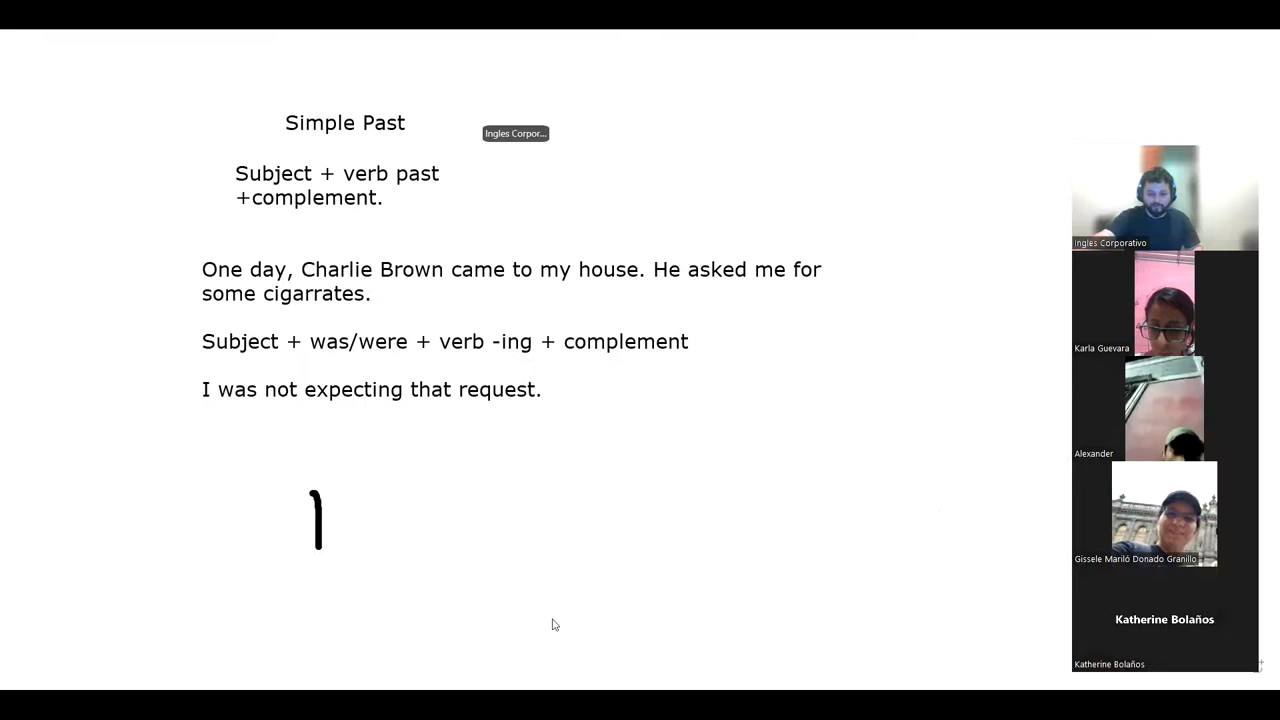 Simple Past
Ingles Corpor...
Subject + verb past
+complement.
One day, Charlie Brown came to my house. He asked me for
some cigarrates.
Subject + was/were + verb -ing + complement
I was not expecting that request.
Ingles Corporativo
Karla Guevara
Alexander
Gissele Mariló Donado Granillo
Katherine Bolaños
Katherine Bolaños